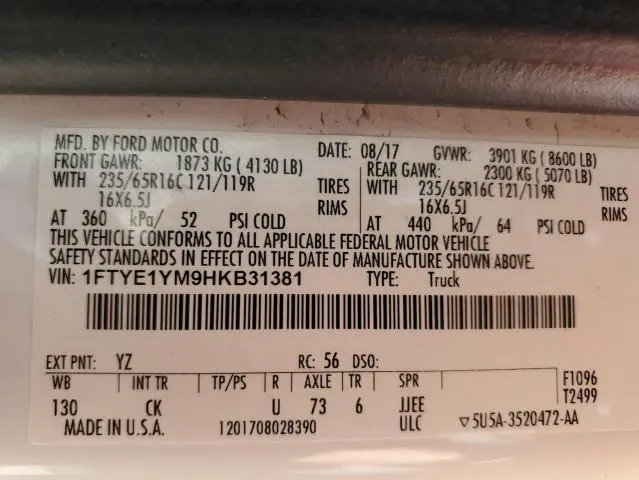 MFD. BY FORD MOTOR CO. DATE: 08/17 GVWR: 3901 KG ( 8600 LB)
FRONT GAWR: 1873 KG ( 4130 LB) REAR GAWR: 2300 KG ( 5070 LB)
WITH 235/65R16C 121/119R TIRES WITH 235/65R16C 121/119R TIRES
16X6.5J RIMS 16X6.5J RIMS
AT 360 kPa/ 52 PSI COLD AT 440 kPa/ 64 PSI COLD
THIS VEHICLE CONFORMS TO ALL APPLICABLE FEDERAL MOTOR VEHICLE
SAFETY STANDARDS IN EFFECT ON THE DATE OF MANUFACTURE SHOWN ABOVE.
VIN: 1FTYE1YM9HKB31381 TYPE: Truck
EXT PNT: YZ RC: 56 DSO:
WB INT TR TP/PS R AXLE TR SPR F1096
T2499
130 CK U 73 6 JJEE
MADE IN U.S.A. 1201708028390 ULC ▽5U5A-3520472-AA